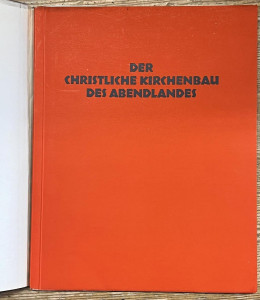 DER
CHRISTLICHE KIRCHENBAU
DES ABENDLANDES